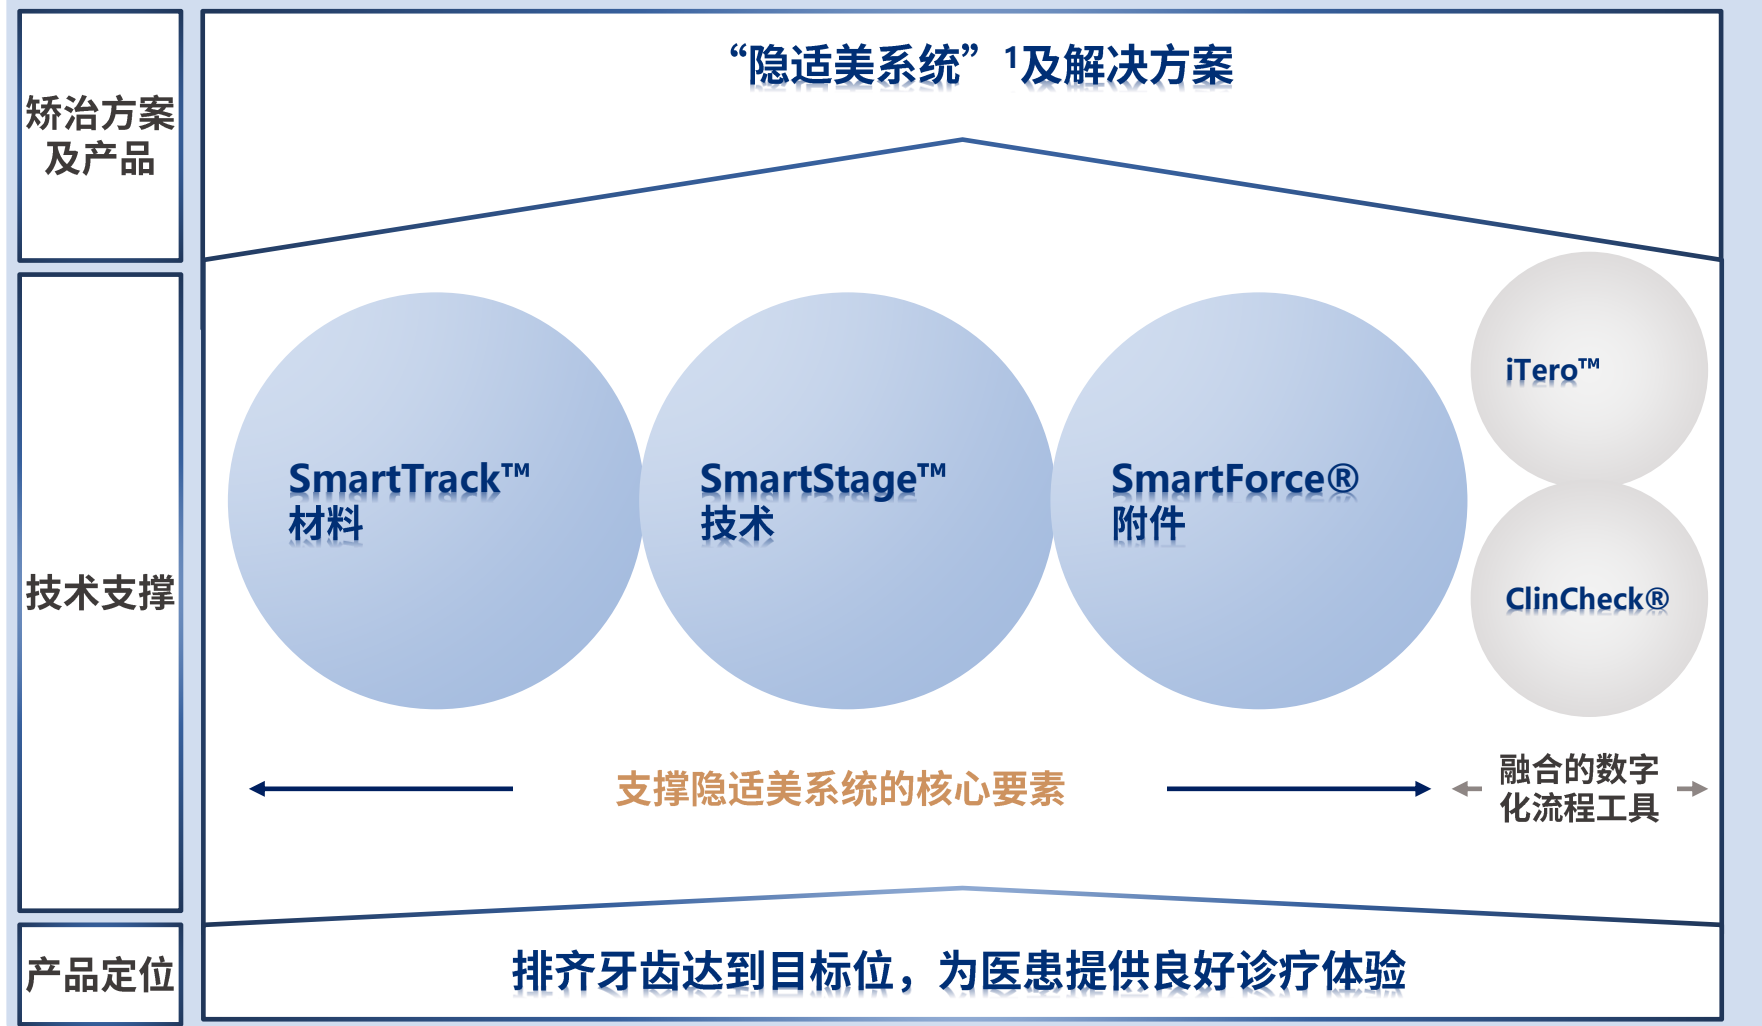 矫治方案
及产品
“隐适美系统”¹及解决方案
技术支撑
SmartTrack™
材料
SmartStage™
技术
SmartForce®
附件
iTero™
ClinCheck®
支撑隐适美系统的核心要素
融合的数字
化流程工具
产品定位
排齐牙齿达到目标位，为医患提供良好诊疗体验